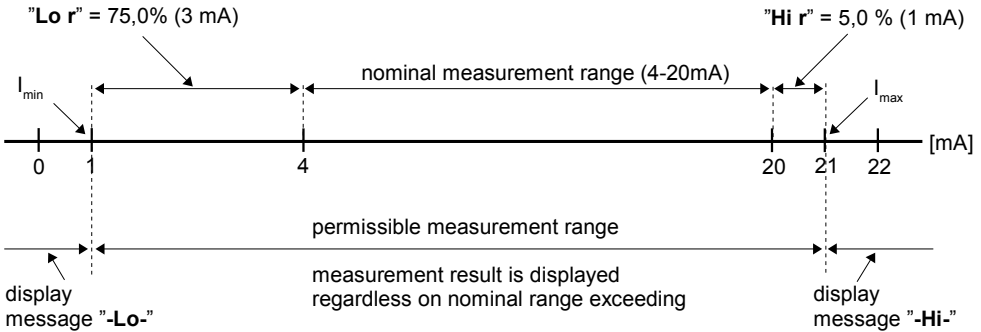 "Lo r" = 75,0% (3 mA)
"Hi r" = 5,0 % (1 mA)
nominal measurement range (4-20mA)
Imin
Imax
[mA]
0 1 4 20 21 22
permissible measurement range
measurement result is displayed
regardless on nominal range exceeding
display
message "-Lo-"
display
message "-Hi-"